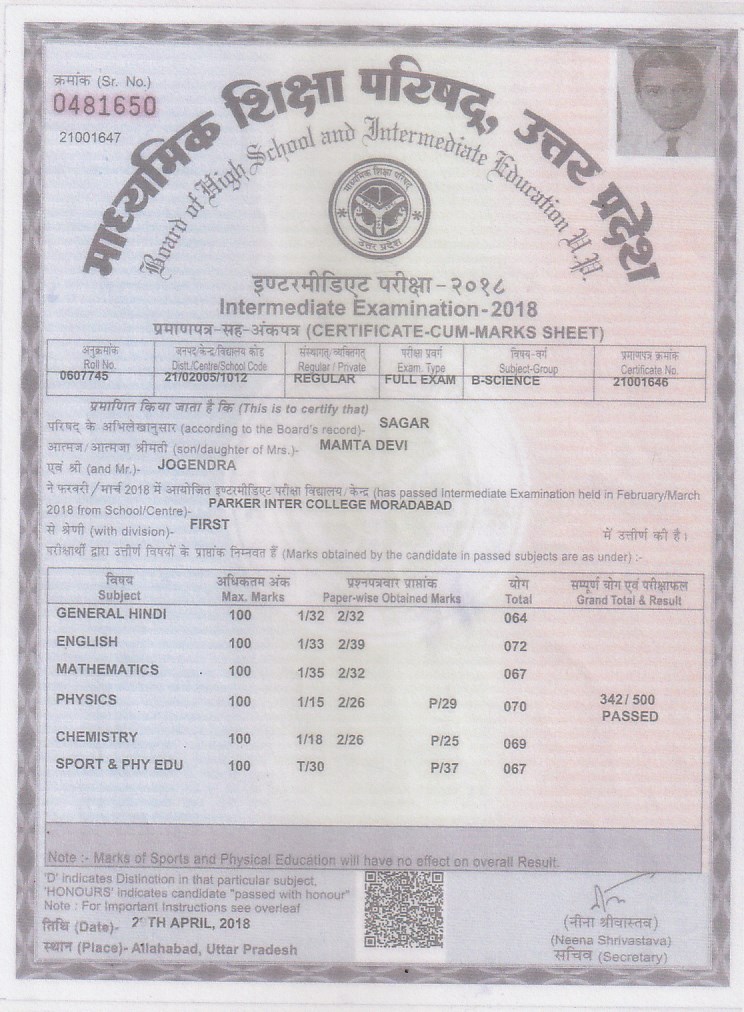 क्रमांक (Sr. No.)
0481650
21001647
माध्यमिक शिक्षा परिषद्, उत्तर प्रदेश
Board of High School and Intermediate Education U.P.
माध्यमिक शिक्षा परिषद्
उत्तर प्रदेश
इण्टरमीडिएट परीक्षा - २०१८
Intermediate Examination - 2018
प्रमाणपत्र-सह-अंकपत्र (CERTIFICATE-CUM-MARKS SHEET)
अनुक्रमांक जनपद/केन्द्र/विद्यालय कोड संस्थागत/व्यक्तिगत परीक्षा प्रवर्ग विषय-वर्ग प्रमाणपत्र क्रमांक
Roll No. Distt./Centre/School Code Regular / Private Exam. Type Subject-Group Certificate No.
0607745 21/02005/1012 REGULAR FULL EXAM B-SCIENCE 21001646
प्रमाणित किया जाता है कि (This is to certify that)
परिषद के अभिलेखानुसार (according to the Board's record)- SAGAR
आत्मज/आत्मजा श्रीमती (son/daughter of Mrs.)- MAMTA DEVI
एवं श्री (and Mr.)- JOGENDRA
ने फरवरी/मार्च 2018 में आयोजित इण्टरमीडिएट परीक्षा विद्यालय/केन्द्र (has passed Intermediate Examination held in February/March
2018 from School/Centre)- PARKER INTER COLLEGE MORADABAD
से श्रेणी (with division)- FIRST में उत्तीर्ण की है।
परीक्षार्थी द्वारा उत्तीर्ण विषयों के प्राप्तांक निम्नवत हैं (Marks obtained by the candidate in passed subjects are as under) :-
विषय अधिकतम अंक प्रश्नपत्रवार प्राप्तांक योग सम्पूर्ण योग एवं परीक्षाफल
Subject Max. Marks Paper-wise Obtained Marks Total Grand Total & Result
GENERAL HINDI 100 1/32 2/32 064
ENGLISH 100 1/33 2/39 072
MATHEMATICS 100 1/35 2/32 067
PHYSICS 100 1/15 2/26 P/29 070 342/ 500
PASSED
CHEMISTRY 100 1/18 2/26 P/25 069
SPORT & PHY EDU 100 T/30 P/37 067
Note :- Marks of Sports and Physical Education will have no effect on overall Result.
'D' indicates Distinction in that particular subject,
'HONOURS' indicates candidate "passed with honour"
Note : For Important Instructions see overleaf
तिथि (Date)- TH APRIL, 2018
स्थान (Place)- Allahabad, Uttar Pradesh
(नीना श्रीवास्तव)
(Neena Shrivastava)
सचिव (Secretary)